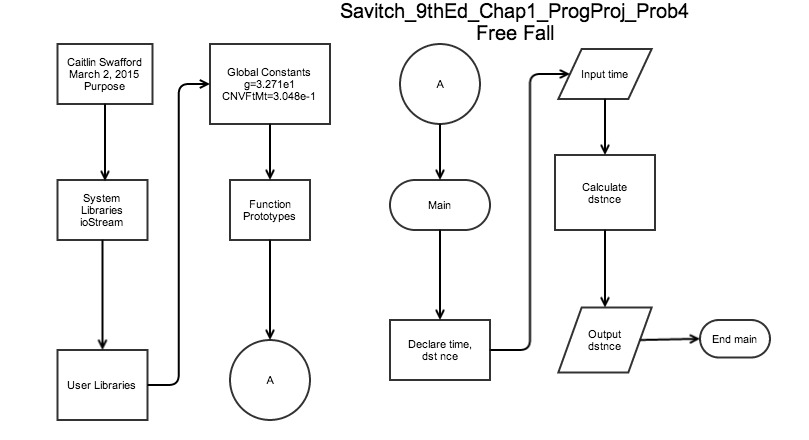 Savitch_9thEd_Chap1_ProgProj_Prob4
Free Fall
Caitlin Swafford
March 2, 2015
Purpose
System
Libraries
ioStream
User Libraries
Global Constants
g=3.271e1
CNVFtMt=3.048e-1
Function
Prototypes
A
A
Main
Declare time,
dst nce
Input time
Calculate
dstnce
Output
dstnce
End main